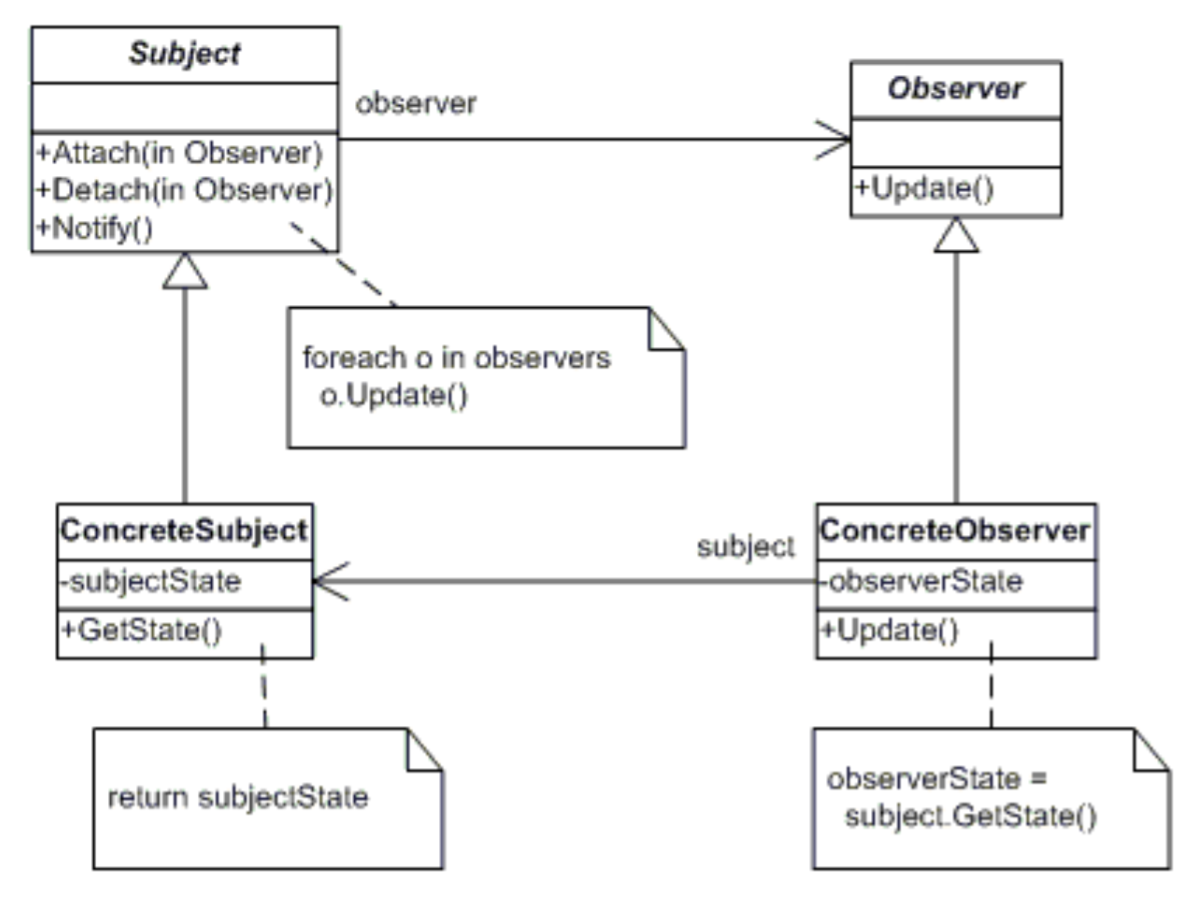 Subject
+Attach(in Observer)
+Detach(in Observer)
+Notify()
observer
Observer
+Update()
foreach o in observers
o.Update()
ConcreteSubject
-subjectState
+GetState()
subject
ConcreteObserver
-observerState
+Update()
return subjectState
observerState =
subject.GetState()